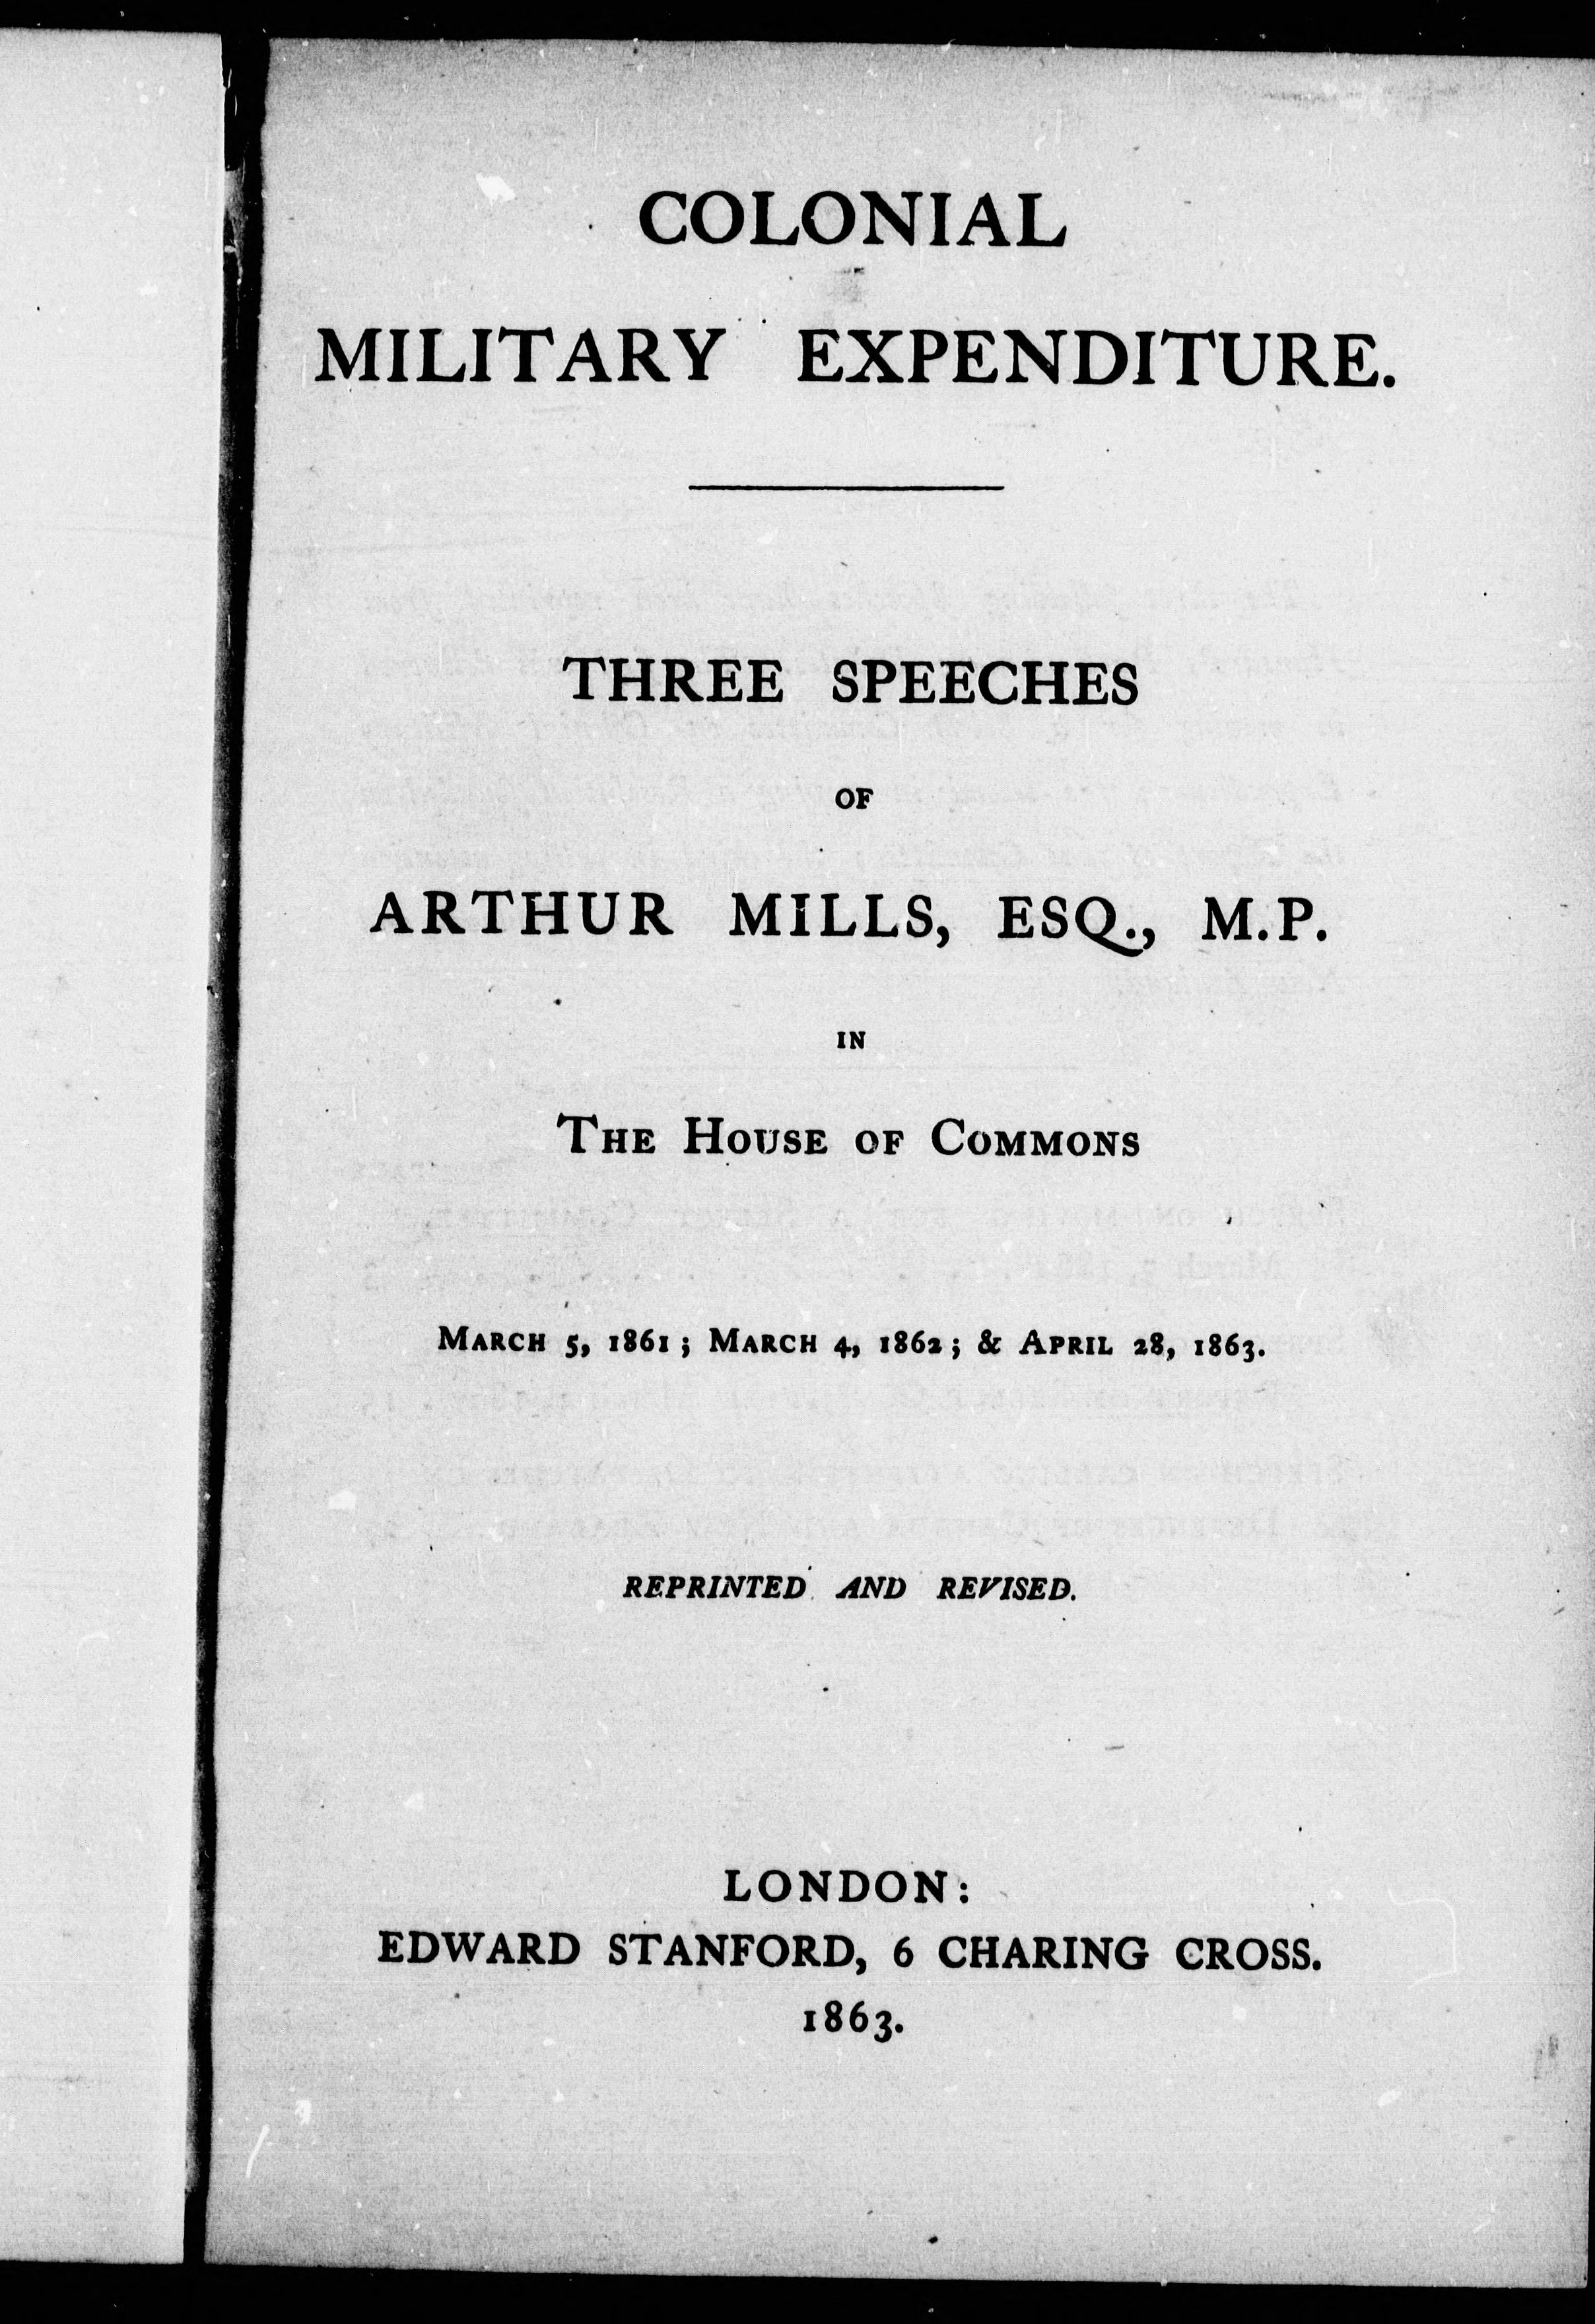 COLONIAL
MILITARY EXPENDITURE.
THREE SPEECHES
OF
ARTHUR MILLS, ESQ., M.P.
IN
THE HOUSE OF COMMONS
MARCH 5, 1861; MARCH 4, 1862; & APRIL 28, 1863.
REPRINTED AND REVISED.
LONDON:
EDWARD STANFORD, 6 CHARING CROSS.
1863.